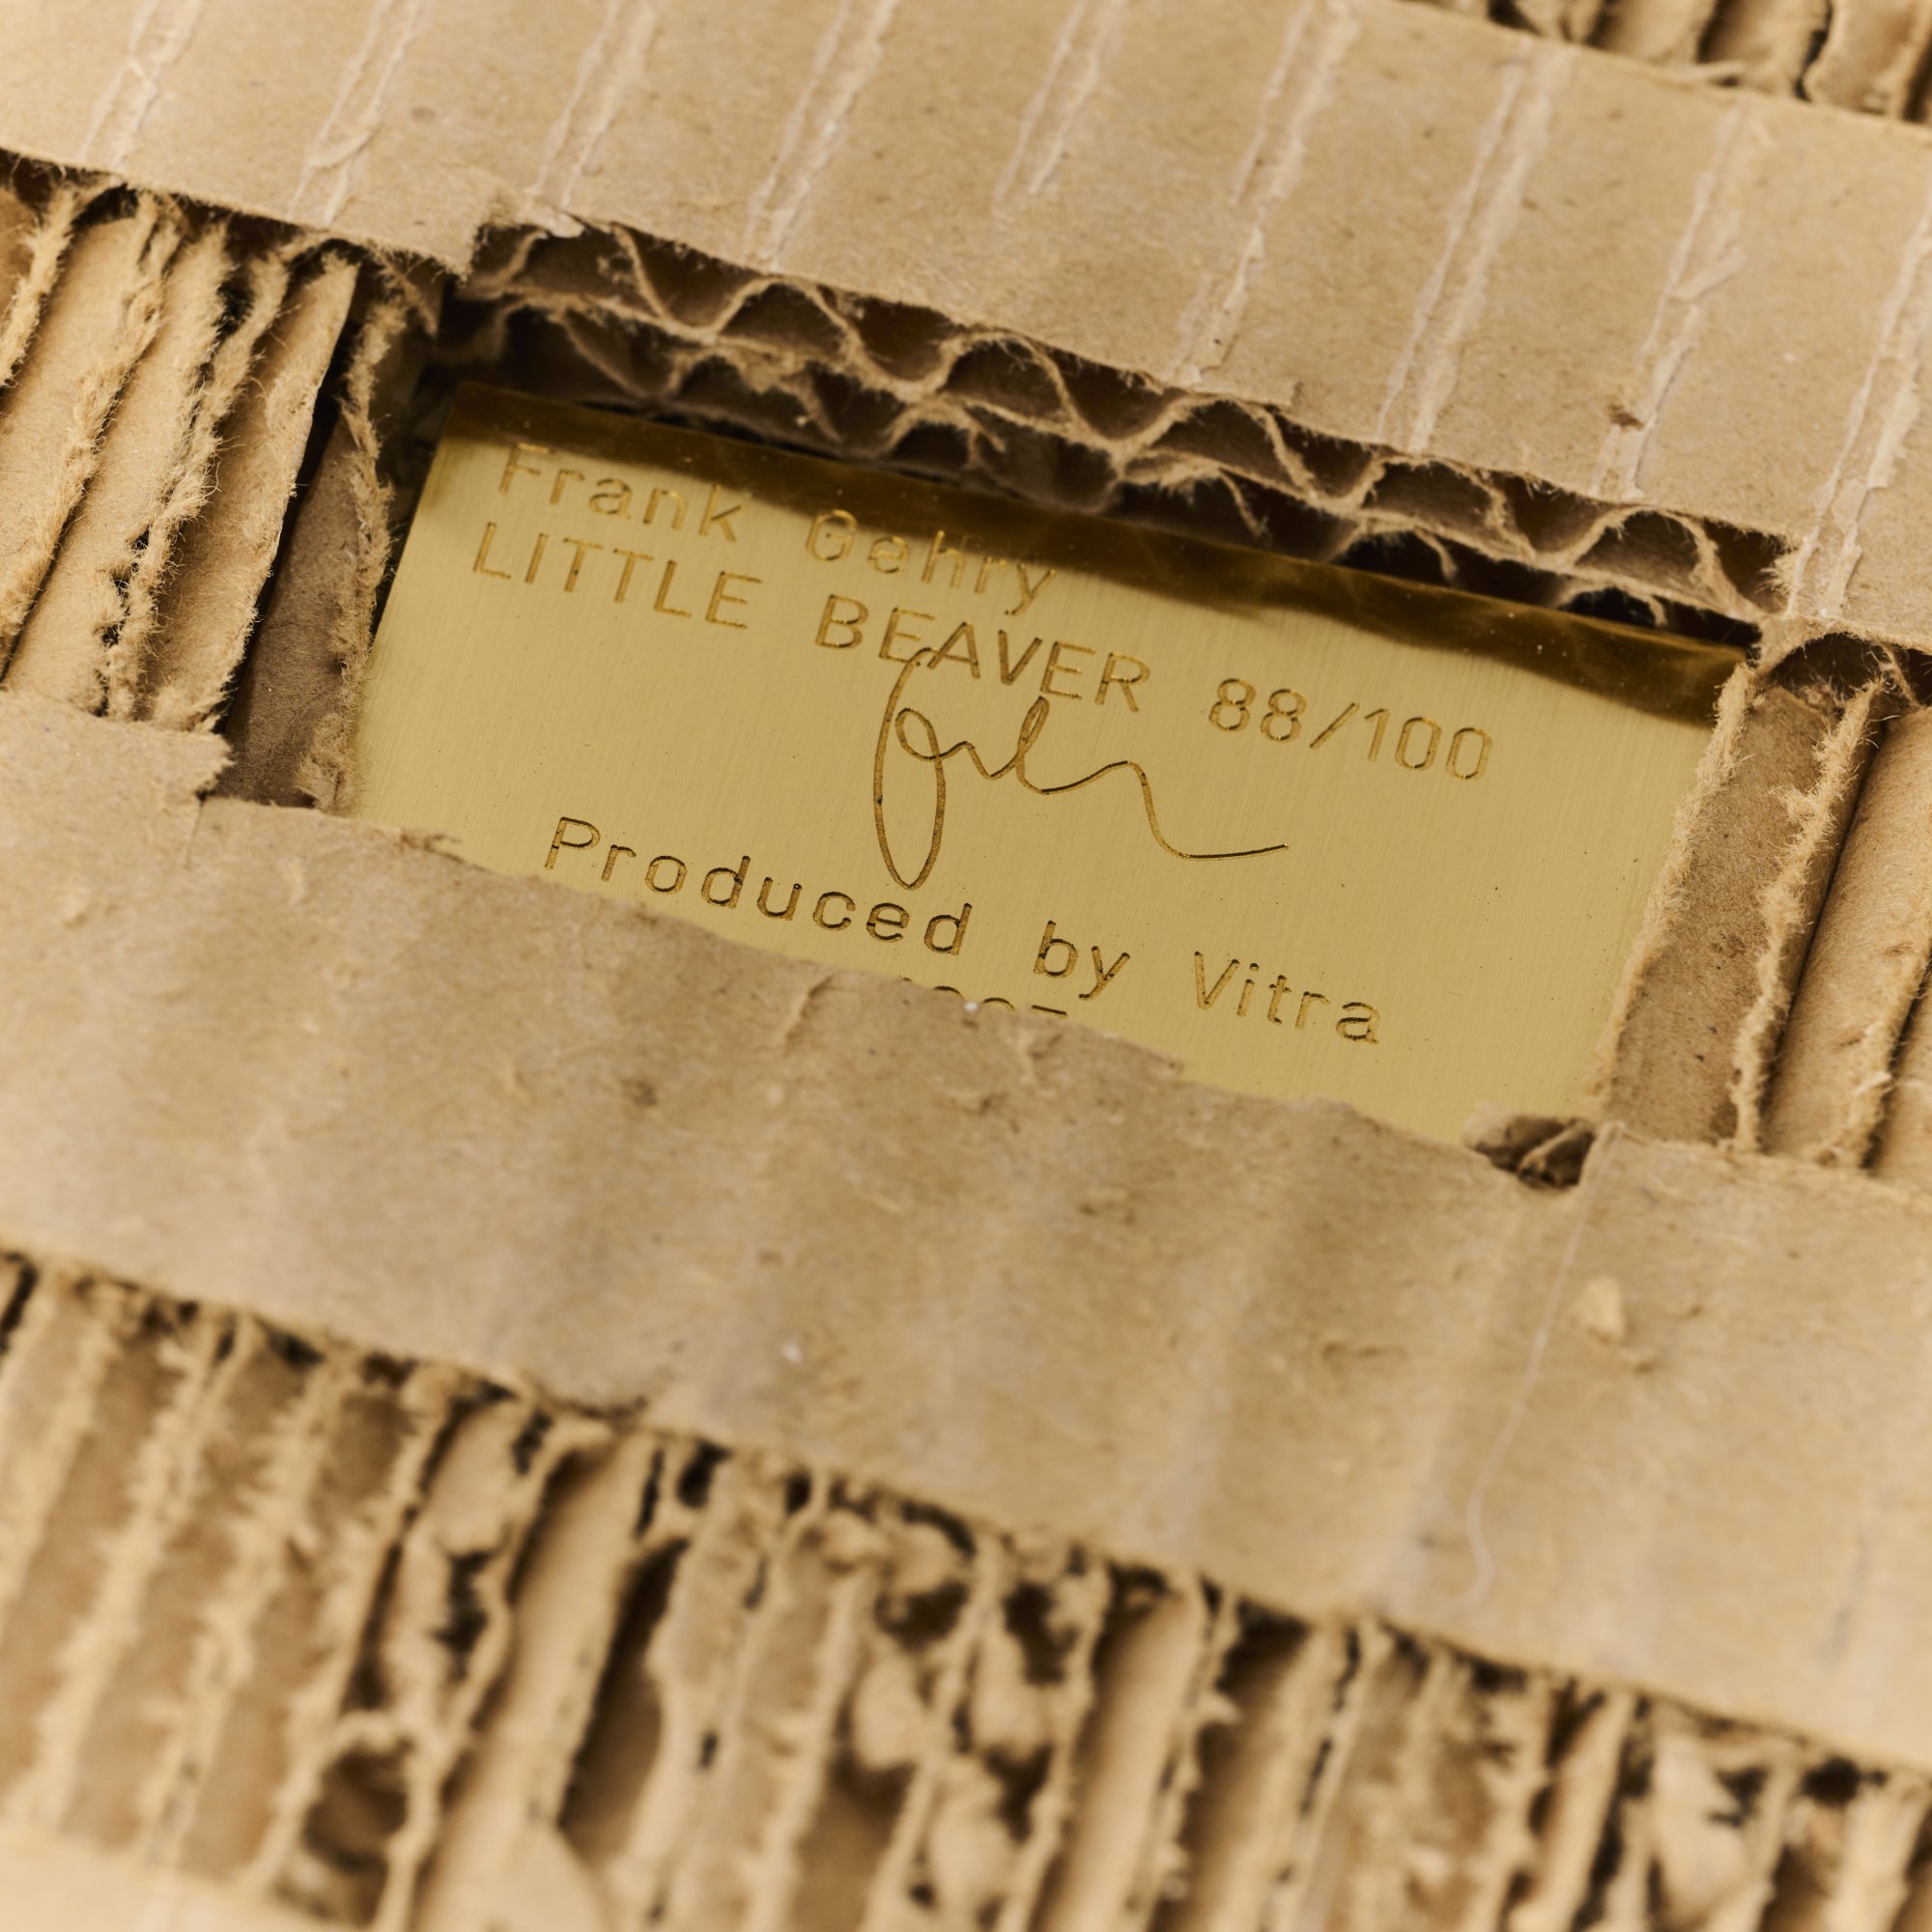 Frank Gehry
LITTLE BEAVER 88/100
Produced by Vitra